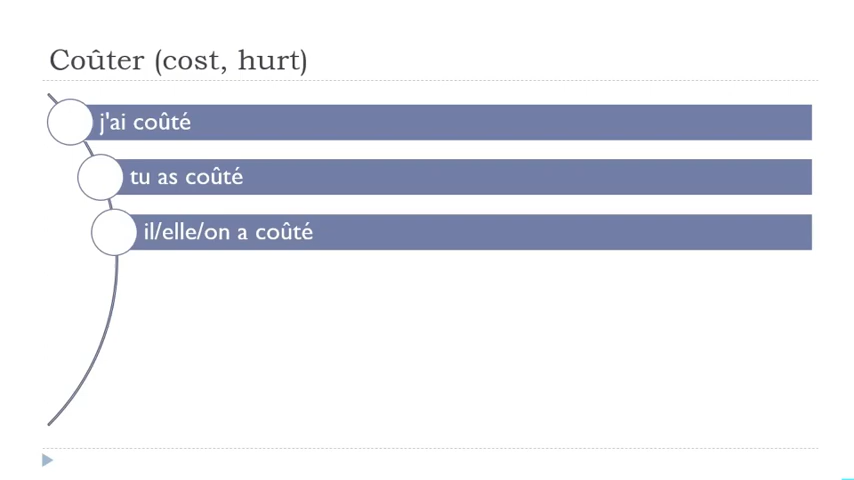 Coûter (cost, hurt)
j'ai coûté
tu as coûté
il/elle/on a coûté